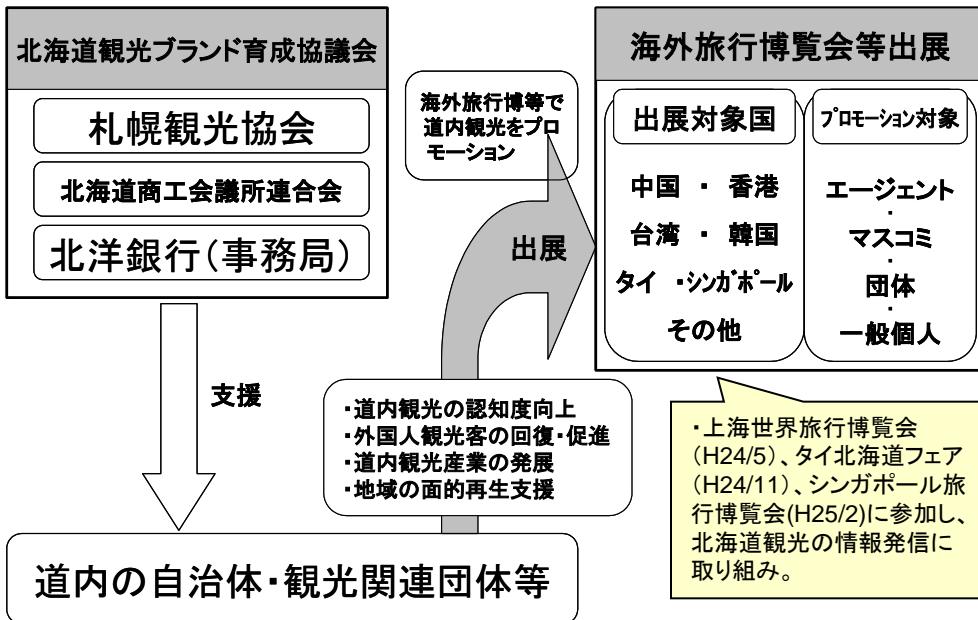 北海道観光ブランド育成協議会
札幌観光協会
北海道商工会議所連合会
北洋銀行(事務局)
支援
道内の自治体・観光関連団体等
・道内観光の認知度向上
・外国人観光客の回復・促進
・道内観光産業の発展
・地域の面的再生支援
海外旅行博等で
道内観光をプロ
モーション
出展
海外旅行博覧会等出展
出展対象国
中国 ・ 香港
台湾 ・ 韓国
タイ ・シンガポール
その他
プロモーション対象
エージェント
・
マスコミ
・
団体
・
一般個人
・上海世界旅行博覧会
(H24/5)、タイ北海道フェア
(H24/11)、シンガポール旅
行博覧会(H25/2)に参加し、
北海道観光の情報発信に
取り組み。